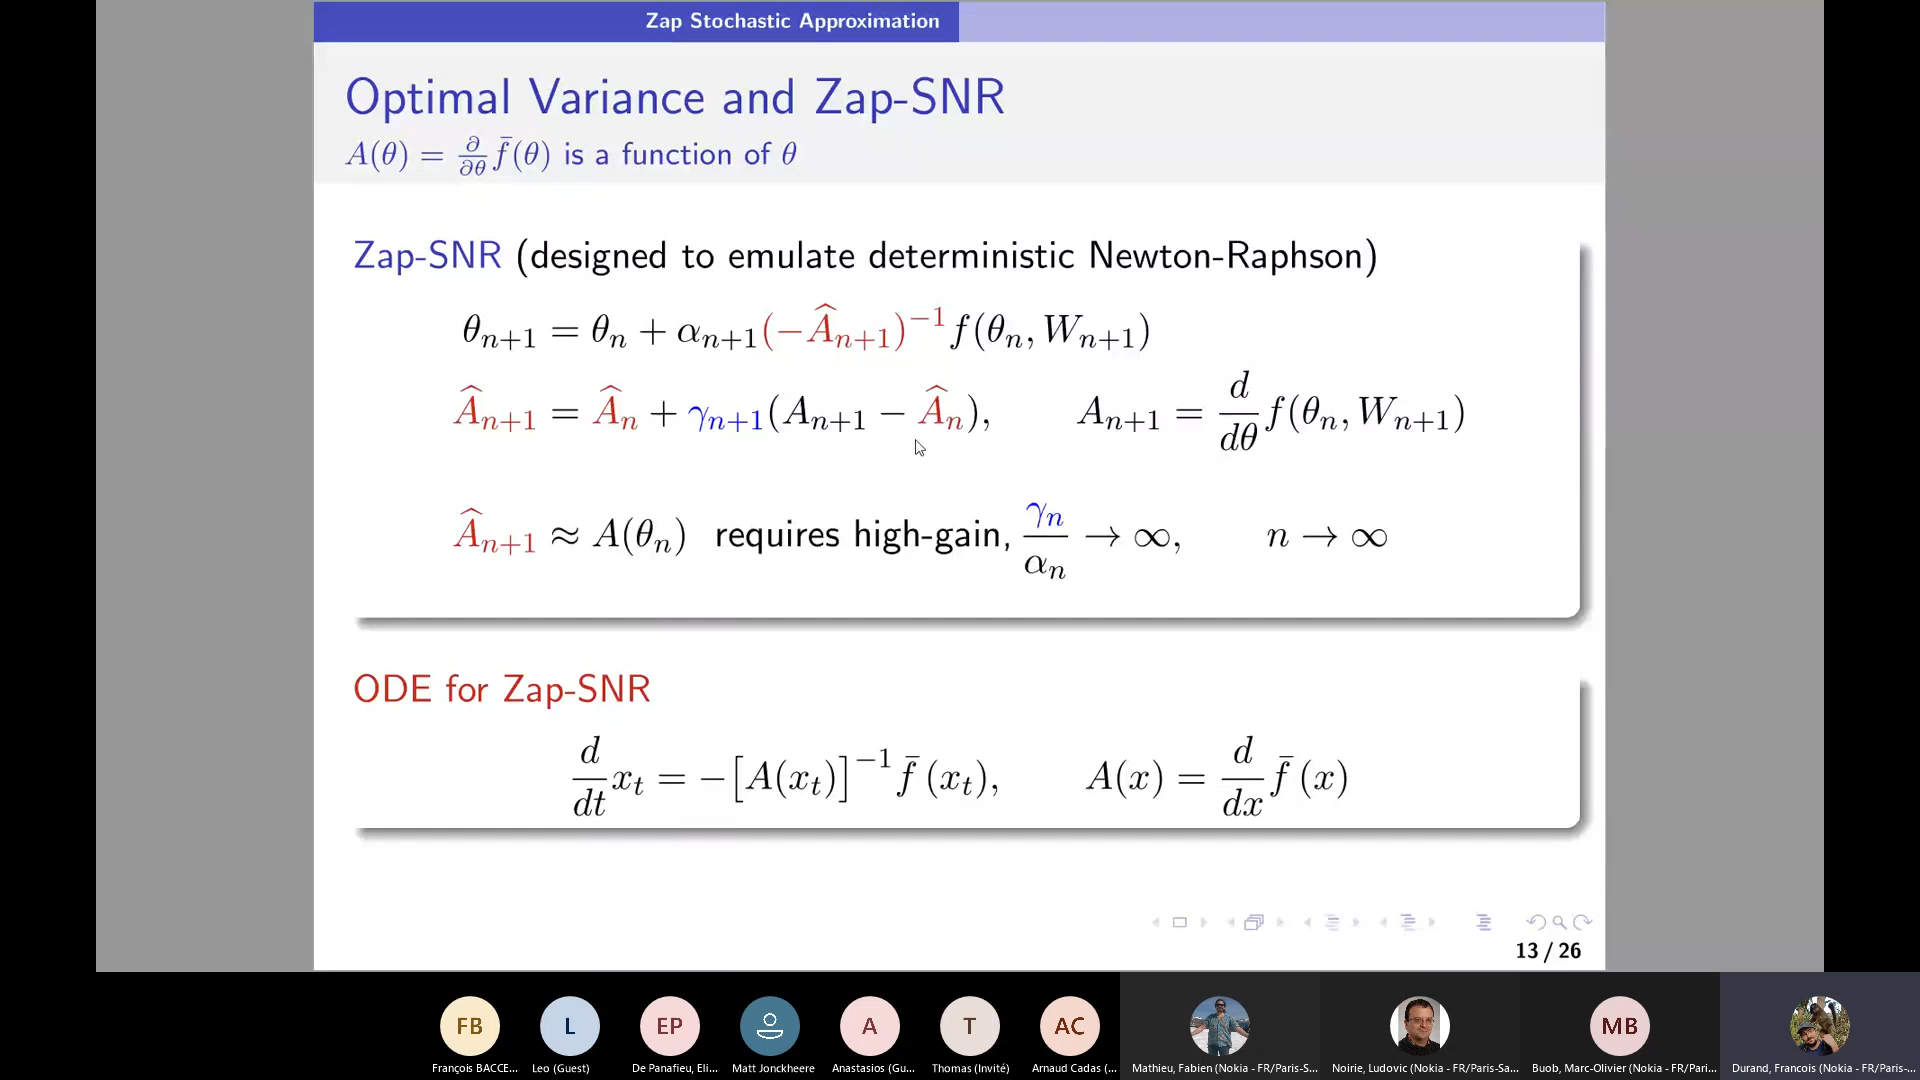 Zap Stochastic Approximation
Optimal Variance and Zap-SNR
A(θ) = ∂/∂θ f̄(θ) is a function of θ
Zap-SNR (designed to emulate deterministic Newton-Raphson)
θ_{n+1} = θ_n + α_{n+1}(−Â_{n+1})^{−1} f(θ_n, W_{n+1})
Â_{n+1} = Â_n + γ_{n+1}(A_{n+1} − Â_n), A_{n+1} = d/dθ f(θ_n, W_{n+1})
Â_{n+1} ≈ A(θ_n) requires high-gain, γ_n/α_n → ∞, n → ∞
ODE for Zap-SNR
d/dt x_t = −[A(x_t)]^{−1} f̄(x_t), A(x) = d/dx f̄(x)
13 / 26
FB L EP A T AC MB
François BACCE... Leo (Guest) De Panafieu, Eli... Matt Jonckheere Anastasios (Gu... Thomas (Invité) Arnaud Cadas (... Mathieu, Fabien (Nokia - FR/Paris-S... Noirie, Ludovic (Nokia - FR/Paris-Sa... Buob, Marc-Olivier (Nokia - FR/Pari... Durand, Francois (Nokia - FR/Paris-...